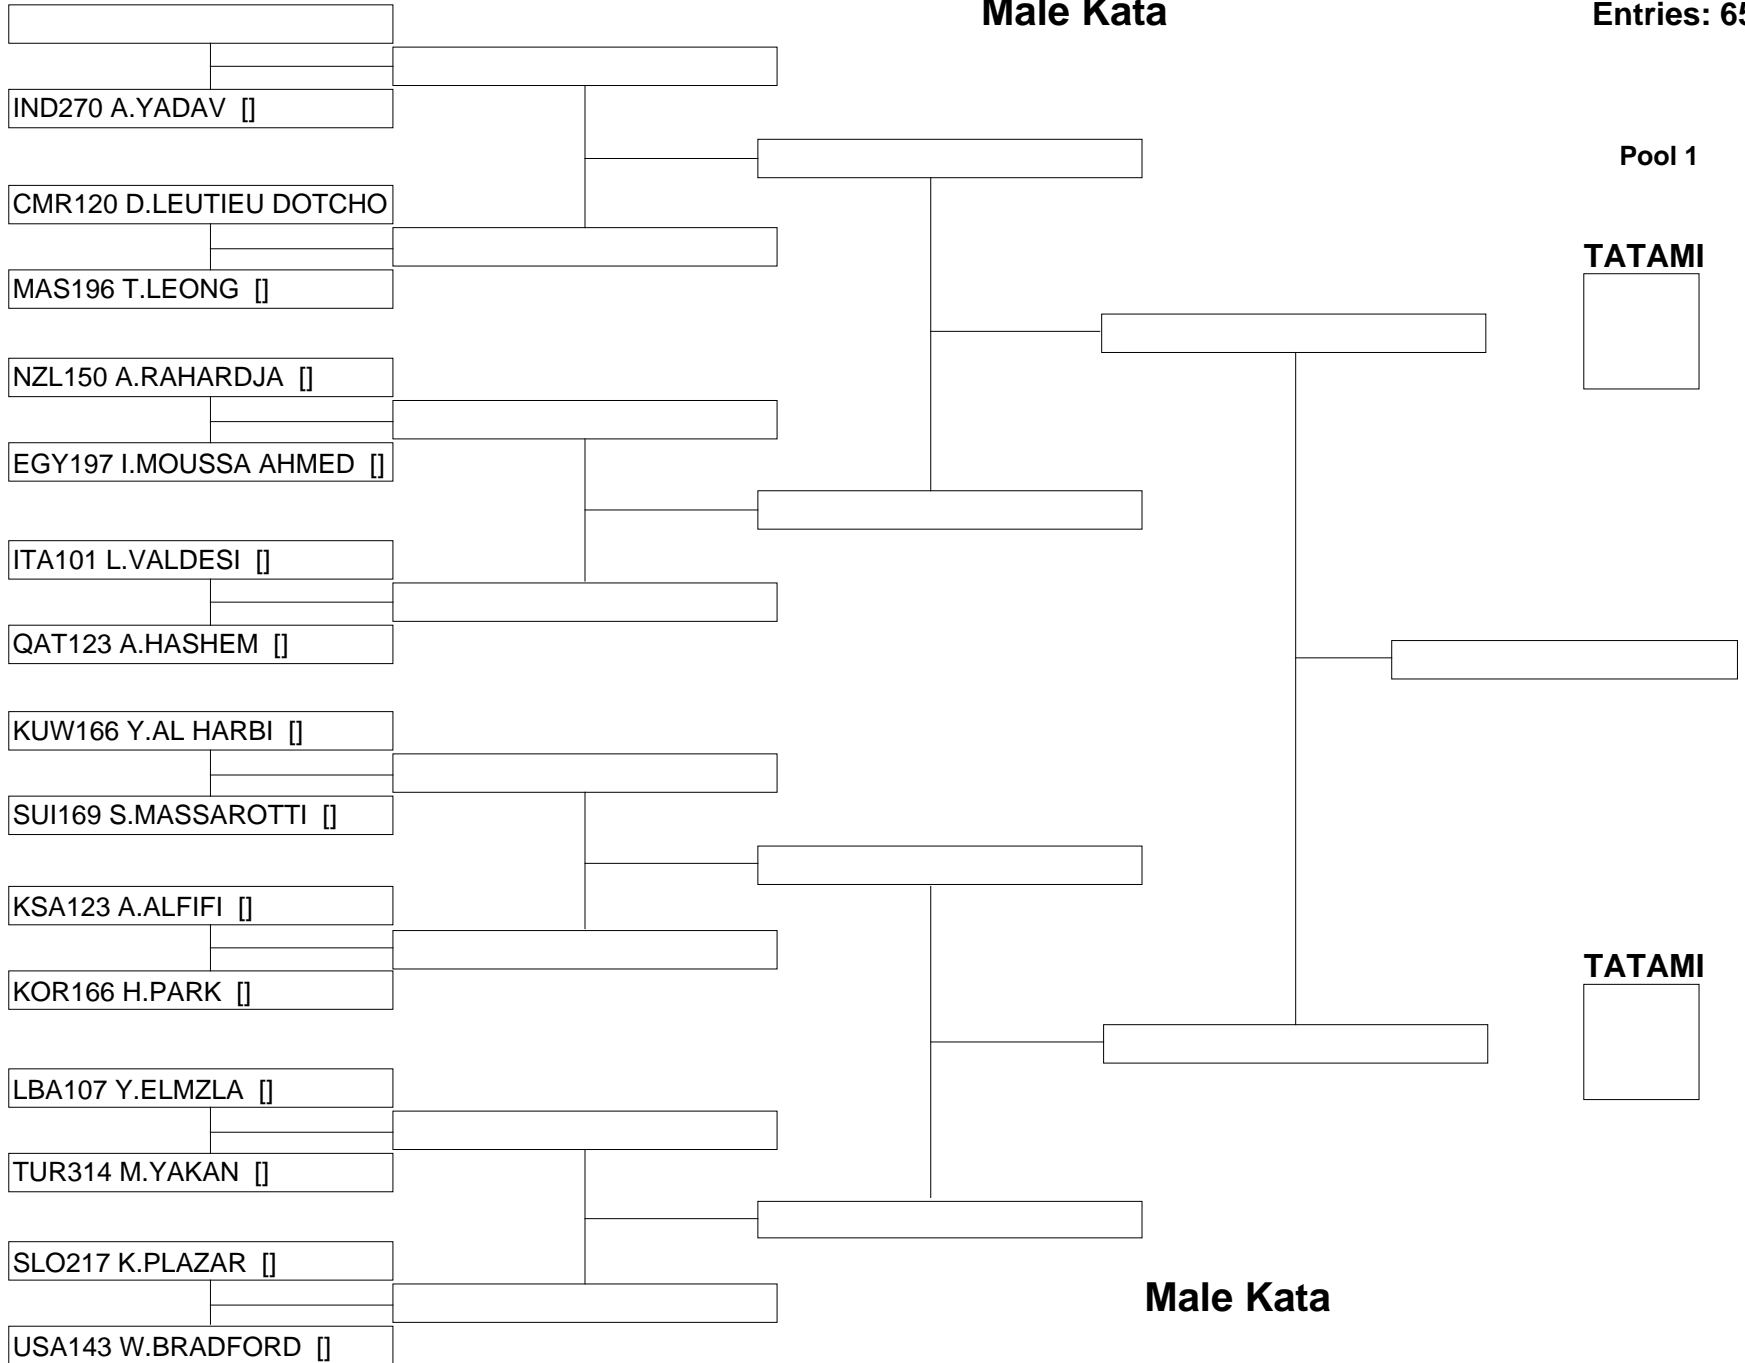 Male Kata
Entries: 65
IND270 A.YADAV []
Pool 1
CMR120 D.LEUTIEU DOTCHO
TATAMI
MAS196 T.LEONG []
NZL150 A.RAHARDJA []
EGY197 I.MOUSSA AHMED []
ITA101 L.VALDESI []
QAT123 A.HASHEM []
KUW166 Y.AL HARBI []
SUI169 S.MASSAROTTI []
KSA123 A.ALFIFI []
TATAMI
KOR166 H.PARK []
LBA107 Y.ELMZLA []
TUR314 M.YAKAN []
SLO217 K.PLAZAR []
Male Kata
USA143 W.BRADFORD []